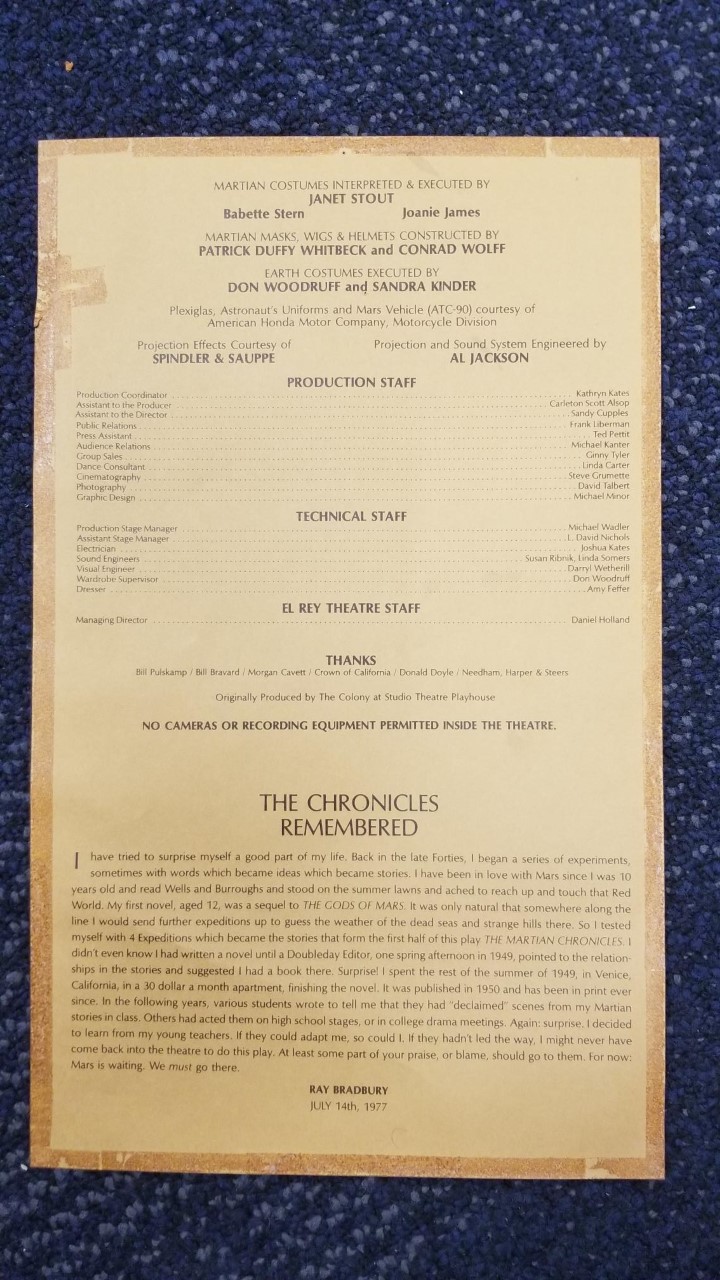 MARTIAN COSTUMES INTERPRETED & EXECUTED BY
JANET STOUT
Babette Stern Joanie James
MARTIAN MASKS, WIGS & HELMETS CONSTRUCTED BY
PATRICK DUFFY WHITBECK and CONRAD WOLFF
EARTH COSTUMES EXECUTED BY
DON WOODRUFF and SANDRA KINDER
Plexiglas, Astronaut's Uniforms and Mars Vehicle (ATC-90) courtesy of
American Honda Motor Company, Motorcycle Division
Projection Effects Courtesy of Projection and Sound System Engineered by
SPINDLER & SAUPPE AL JACKSON
PRODUCTION STAFF
Production Coordinator Kathryn Kates
Assistant to the Producer Carleton Scott Alsop
Assistant to the Director Sandy Cupples
Public Relations Frank Liberman
Press Assistant Ted Pettit
Audience Relations Michael Kanter
Group Sales Ginny Tyler
Dance Consultant Linda Carter
Cinematography Steve Grumette
Photography David Talbert
Graphic Design Michael Minor
TECHNICAL STAFF
Production Stage Manager Michael Wadler
Assistant Stage Manager L. David Nichols
Electrician Joshua Kates
Sound Engineers Susan Ribnik, Linda Somers
Visual Engineer Darryl Wetherill
Wardrobe Supervisor Don Woodruff
Dresser Amy Feffer
EL REY THEATRE STAFF
Managing Director Daniel Holland
THANKS
Bill Pulskamp / Bill Bravard / Morgan Cavett / Crown of California / Donald Doyle / Needham, Harper & Steers
Originally Produced by The Colony at Studio Theatre Playhouse
NO CAMERAS OR RECORDING EQUIPMENT PERMITTED INSIDE THE THEATRE.
THE CHRONICLES
REMEMBERED
I have tried to surprise myself a good part of my life. Back in the late Forties, I began a series of experiments,
sometimes with words which became ideas which became stories. I have been in love with Mars since I was 10
years old and read Wells and Burroughs and stood on the summer lawns and ached to reach up and touch that Red
World. My first novel, aged 12, was a sequel to THE GODS OF MARS. It was only natural that somewhere along the
line I would send further expeditions up to guess the weather of the dead seas and strange hills there. So I tested
myself with 4 Expeditions which became the stories that form the first half of this play THE MARTIAN CHRONICLES. I
didn't even know I had written a novel until a Doubleday Editor, one spring afternoon in 1949, pointed to the relation-
ships in the stories and suggested I had a book there. Surprise! I spent the rest of the summer of 1949, in Venice,
California, in a 30 dollar a month apartment, finishing the novel. It was published in 1950 and has been in print ever
since. In the following years, various students wrote to tell me that they had "declaimed" scenes from my Martian
stories in class. Others had acted them on high school stages, or in college drama meetings. Again: surprise. I decided
to learn from my young teachers. If they could adapt me, so could I. If they hadn't led the way, I might never have
come back into the theatre to do this play. At least some part of your praise, or blame, should go to them. For now:
Mars is waiting. We must go there.
RAY BRADBURY
JULY 14th, 1977